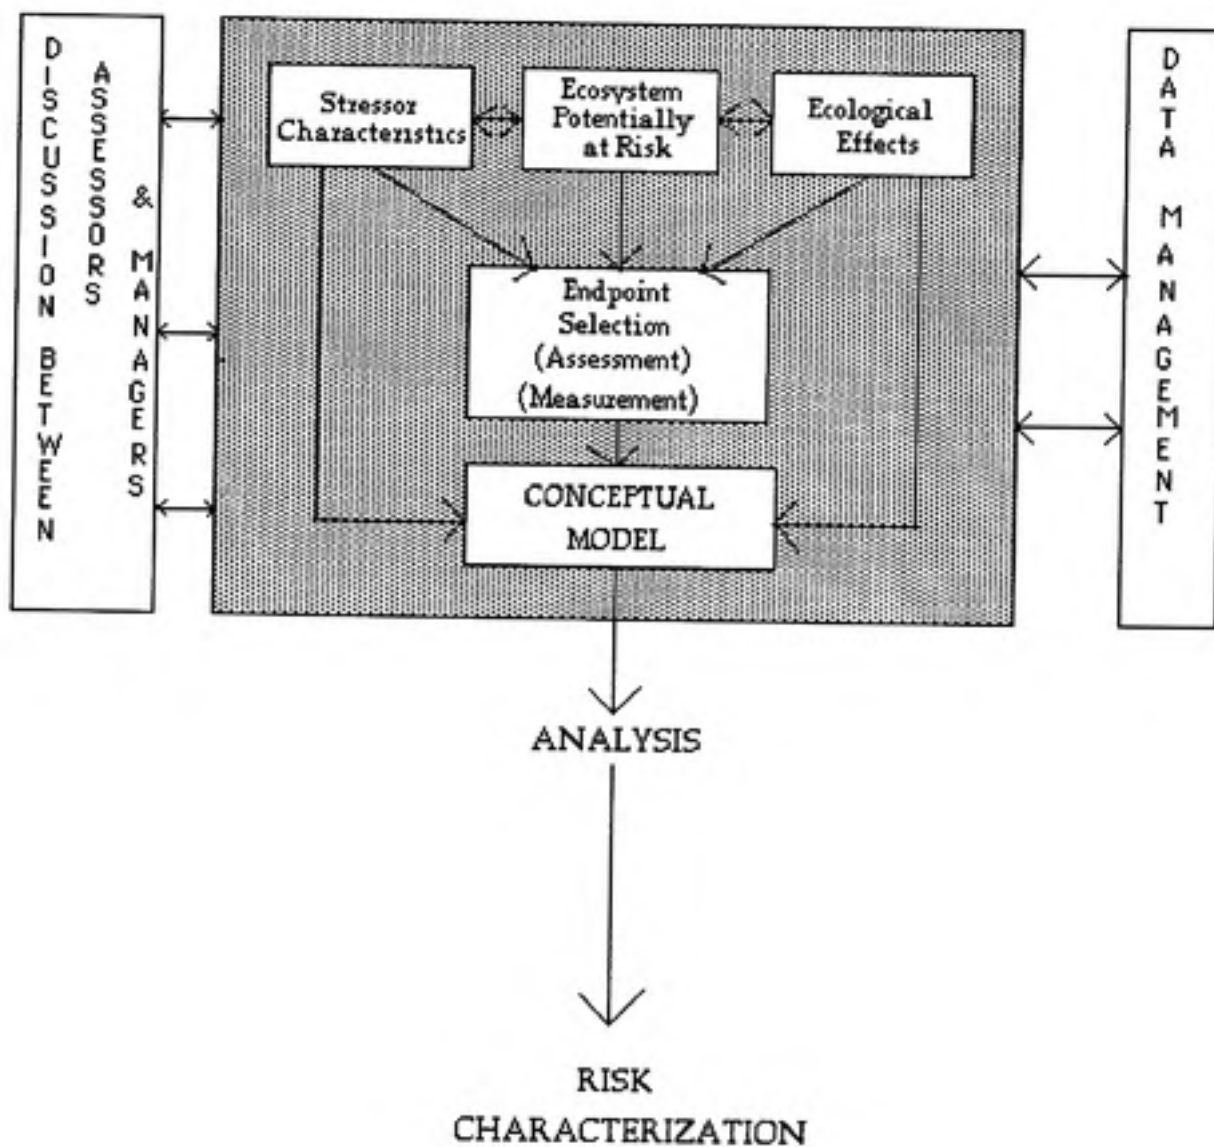 DISCUSSION BETWEEN
ASSESSORS
& MANAGERS
Stressor
Characteristics
Ecosystem
Potentially
at Risk
Ecological
Effects
Endpoint
Selection
(Assessment)
(Measurement)
CONCEPTUAL
MODEL
DATA MANAGEMENT
ANALYSIS
RISK
CHARACTERIZATION